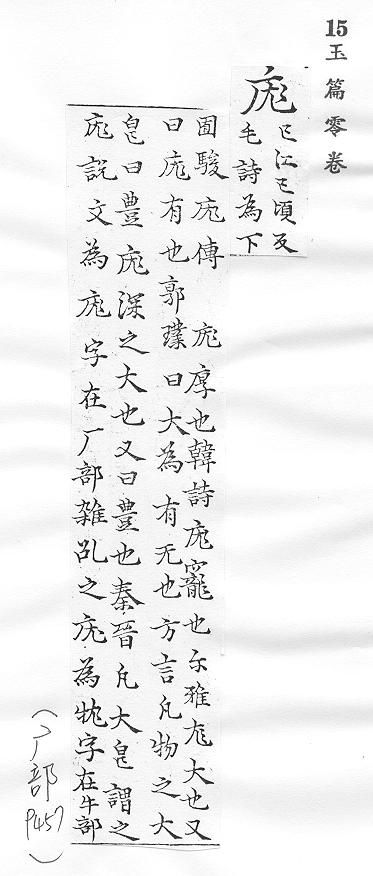 15
玉篇零卷
庬
亡江亡項反
毛詩為下
國駿庬傳庬厚也韓詩庬寵也尒雅庬大也又
曰庬有也郭璞曰大為有无也方言凡物之大
皃曰豊庬深之大也又曰豊也秦晉凡大皃謂之
庬説文為庬字在厂部雜乱之庬為牻字在牛部
(广部
P457)